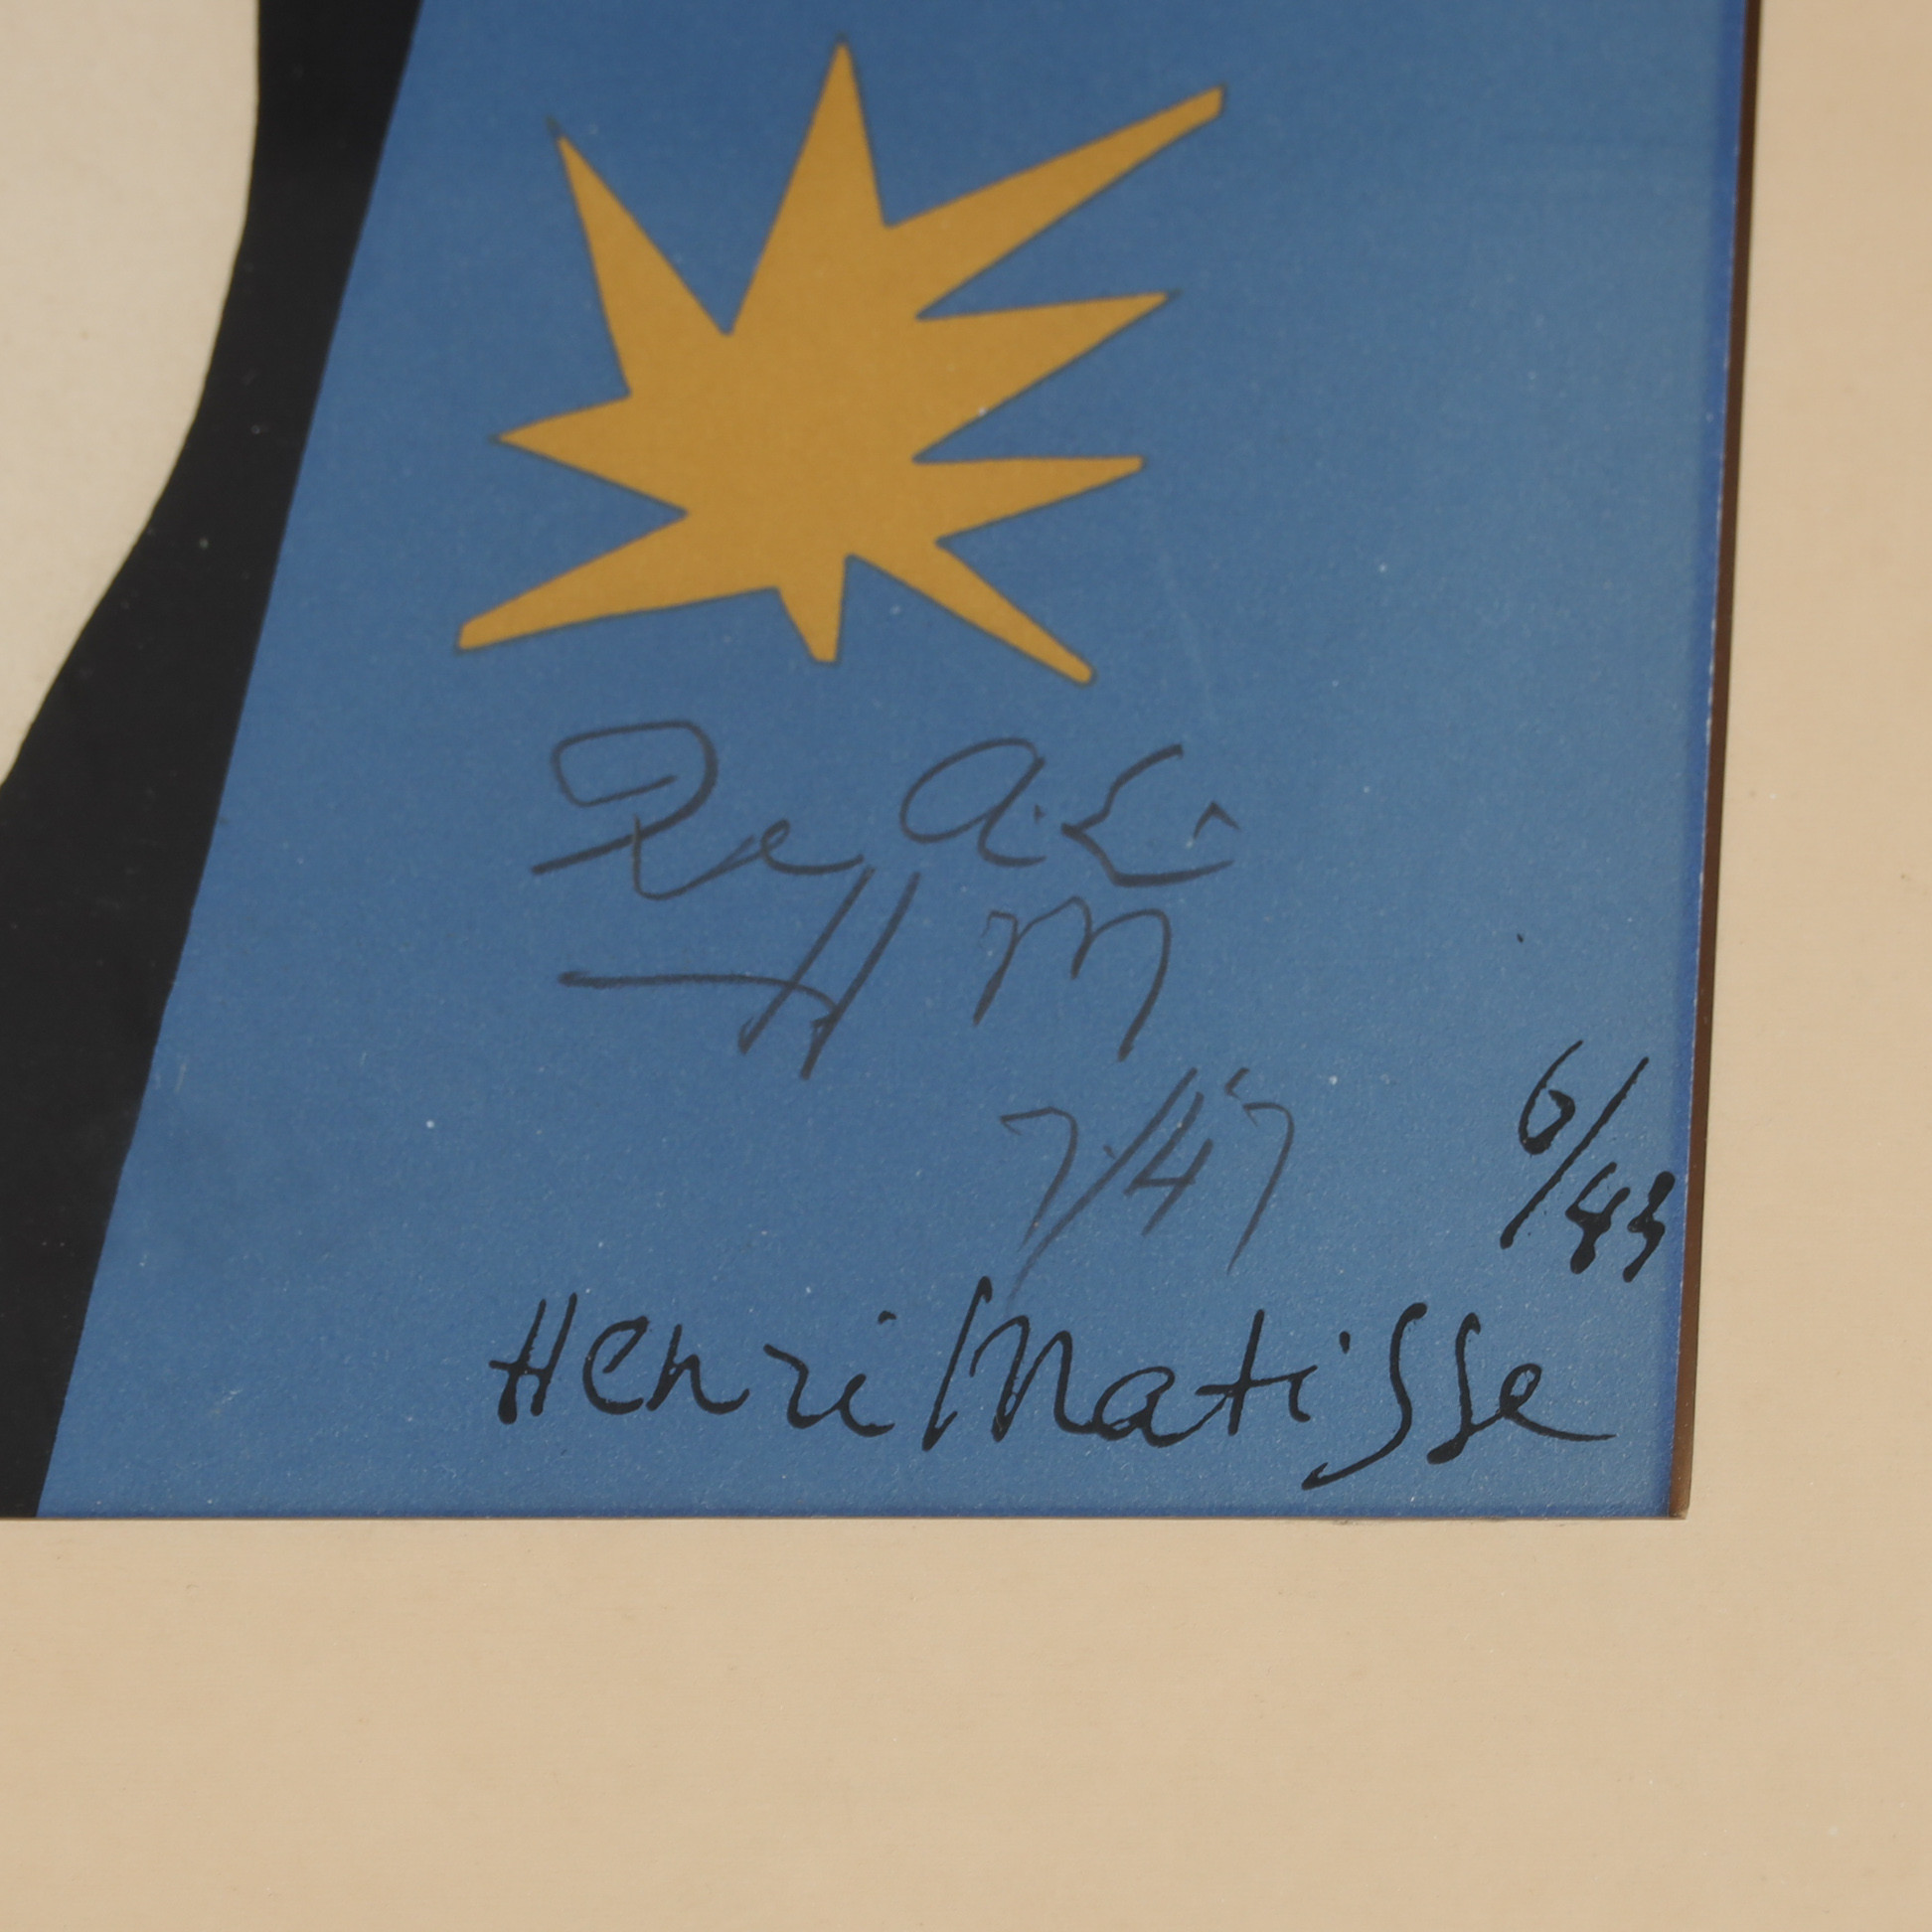 H M
7/47
6/43
Henri Matisse